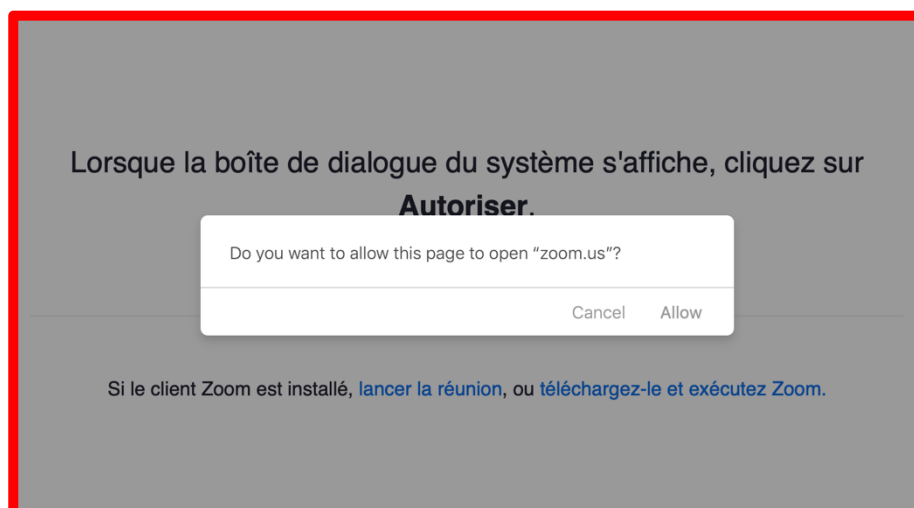 Lorsque la boîte de dialogue du système s'affiche, cliquez sur
Autoriser.
Do you want to allow this page to open “zoom.us”?
Cancel Allow
Si le client Zoom est installé, lancer la réunion, ou téléchargez-le et exécutez Zoom.